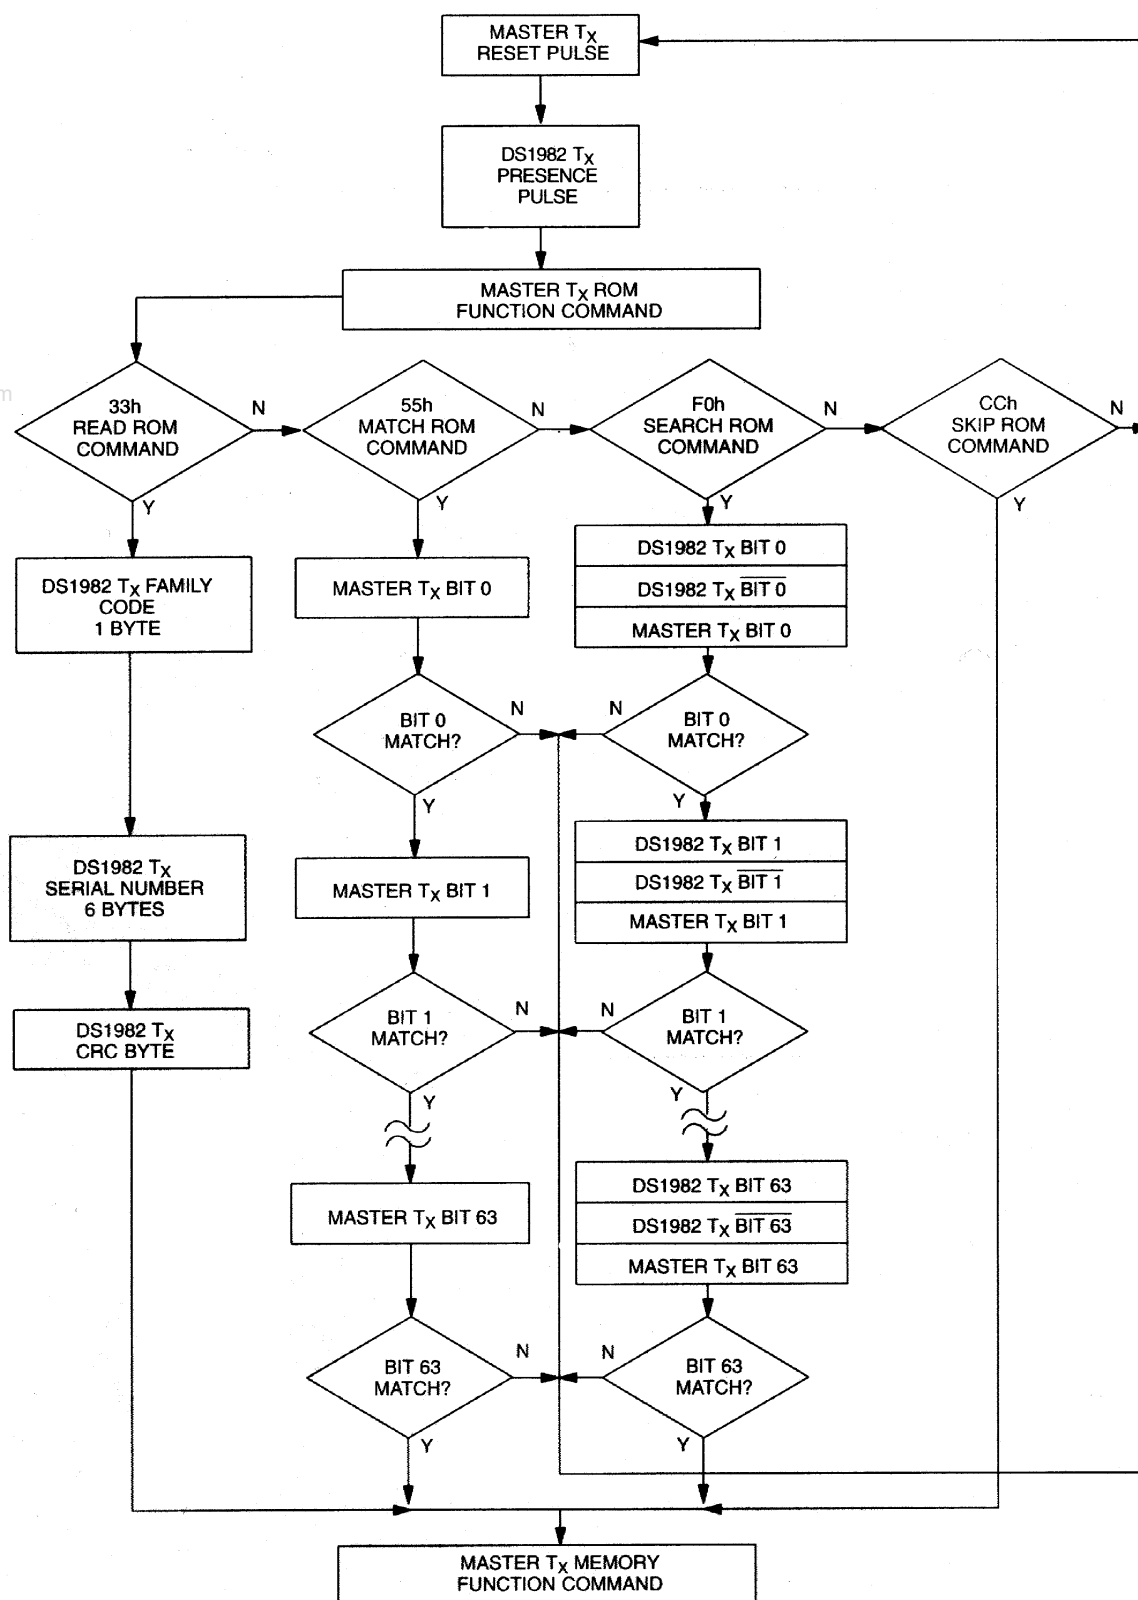 MASTER TX
RESET PULSE
DS1982 TX
PRESENCE
PULSE
MASTER TX ROM
FUNCTION COMMAND
m
33h
READ ROM
COMMAND
N
Y
55h
MATCH ROM
COMMAND
N
Y
F0h
SEARCH ROM
COMMAND
N
Y
CCh
SKIP ROM
COMMAND
N
Y
DS1982 TX FAMILY
CODE
1 BYTE
DS1982 TX
SERIAL NUMBER
6 BYTES
DS1982 TX
CRC BYTE
MASTER TX BIT 0
BIT 0
MATCH?
N
Y
MASTER TX BIT 1
BIT 1
MATCH?
N
Y
MASTER TX BIT 63
BIT 63
MATCH?
N
Y
DS1982 TX BIT 0
DS1982 TX B̅I̅T̅ ̅0̅
MASTER TX BIT 0
N
BIT 0
MATCH?
Y
DS1982 TX BIT 1
DS1982 TX B̅I̅T̅ ̅1̅
MASTER TX BIT 1
N
BIT 1
MATCH?
Y
DS1982 TX BIT 63
DS1982 TX B̅I̅T̅ ̅6̅3̅
MASTER TX BIT 63
N
BIT 63
MATCH?
Y
MASTER TX MEMORY
FUNCTION COMMAND